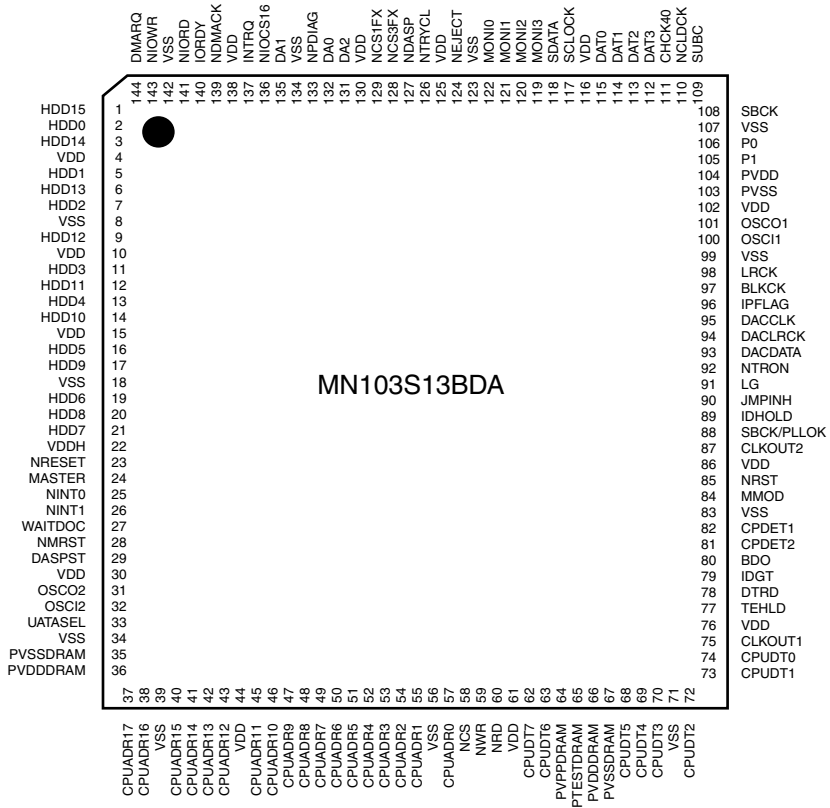 DMARQ NIOWR VSS NIORD IORDY NDMACK VDD INTRQ NIOCS16 DA1 VSS NPDIAG DA0 DA2 VDD NCS1FX NCS3FX NDASP NTRYCL VDD NEJECT VSS MONI0 MONI1 MONI2 MONI3 SDATA SCLOCK VDD DAT0 DAT1 DAT2 DAT3 CHCK40 NCLDCK SUBC
144 143 142 141 140 139 138 137 136 135 134 133 132 131 130 129 128 127 126 125 124 123 122 121 120 119 118 117 116 115 114 113 112 111 110 109
HDD15 1
HDD0 2
HDD14 3
VDD 4
HDD1 5
HDD13 6
HDD2 7
VSS 8
HDD12 9
VDD 10
HDD3 11
HDD11 12
HDD4 13
HDD10 14
VDD 15
HDD5 16
HDD9 17
VSS 18
HDD6 19
HDD8 20
HDD7 21
VDDH 22
NRESET 23
MASTER 24
NINT0 25
NINT1 26
WAITDOC 27
NMRST 28
DASPST 29
VDD 30
OSCO2 31
OSCI2 32
UATASEL 33
VSS 34
PVSSDRAM 35
PVDDDRAM 36
MN103S13BDA
108 SBCK
107 VSS
106 P0
105 P1
104 PVDD
103 PVSS
102 VDD
101 OSCO1
100 OSCI1
99 VSS
98 LRCK
97 BLKCK
96 IPFLAG
95 DACCLK
94 DACLRCK
93 DACDATA
92 NTRON
91 LG
90 JMPINH
89 IDHOLD
88 SBCK/PLLOK
87 CLKOUT2
86 VDD
85 NRST
84 MMOD
83 VSS
82 CPDET1
81 CPDET2
80 BDO
79 IDGT
78 DTRD
77 TEHLD
76 VDD
75 CLKOUT1
74 CPUDT0
73 CPUDT1
37 38 39 40 41 42 43 44 45 46 47 48 49 50 51 52 53 54 55 56 57 58 59 60 61 62 63 64 65 66 67 68 69 70 71 72
CPUADR17 CPUADR16 VSS CPUADR15 CPUADR14 CPUADR13 CPUADR12 VDD CPUADR11 CPUADR10 CPUADR9 CPUADR8 CPUADR7 CPUADR6 CPUADR5 CPUADR4 CPUADR3 CPUADR2 CPUADR1 VSS CPUADR0 NCS NWR NRD VDD CPUDT7 CPUDT6 PVPPDRAM PTESTDRAM PVDDDRAM PVSSDRAM CPUDT5 CPUDT4 CPUDT3 VSS CPUDT2